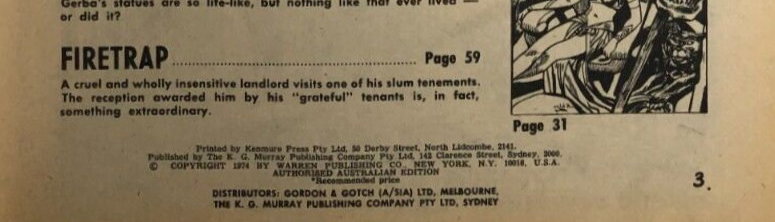 Gerba's statues are so life-like, but nothing like that ever lived —
or did it?
FIRETRAP ........................................ Page 59
A cruel and wholly insensitive landlord visits one of his slum tenements.
The reception awarded him by his "grateful" tenants is, in fact,
something extraordinary.
Page 31
Printed by Kenmure Press Pty Ltd, 50 Derby Street, North Lidcombe, 2141.
Published by The K. G. Murray Publishing Company Pty Ltd, 142 Clarence Street, Sydney, 2000.
© COPYRIGHT 1974 BY WARREN PUBLISHING CO., NEW YORK, N.Y. 10016, U.S.A.
AUTHORISED AUSTRALIAN EDITION
*Recommended price
DISTRIBUTORS: GORDON & GOTCH (A/SIA) LTD, MELBOURNE,
THE K. G. MURRAY PUBLISHING COMPANY PTY LTD, SYDNEY
3.